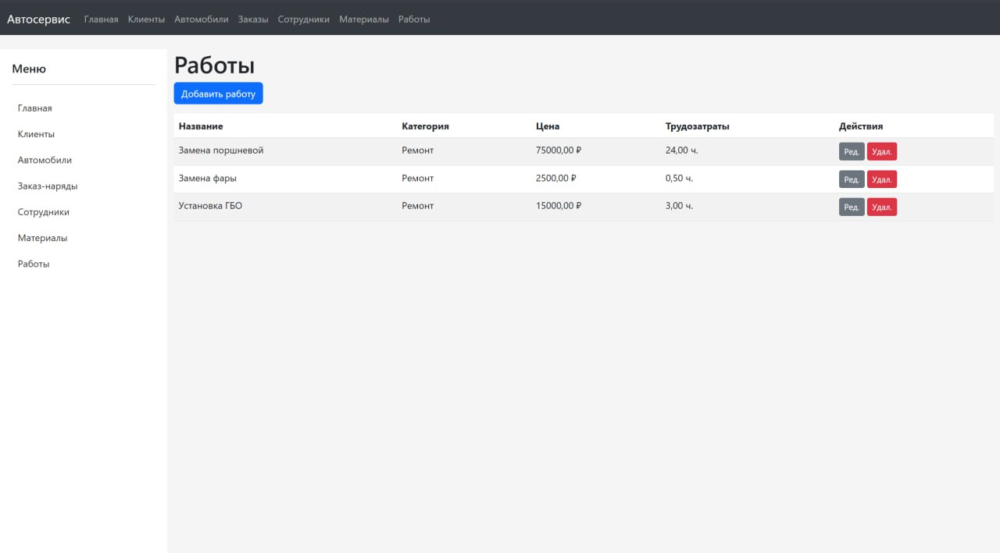 Автосервис Главная Клиенты Автомобили Заказы Сотрудники Материалы Работы
Меню
Главная
Клиенты
Автомобили
Заказ-наряды
Сотрудники
Материалы
Работы
Работы
Добавить работу
Название Категория Цена Трудозатраты Действия
Замена поршневой Ремонт 75000,00 ₽ 24,00 ч. Ред. Удал.
Замена фары Ремонт 2500,00 ₽ 0,50 ч. Ред. Удал.
Установка ГБО Ремонт 15000,00 ₽ 3,00 ч. Ред. Удал.